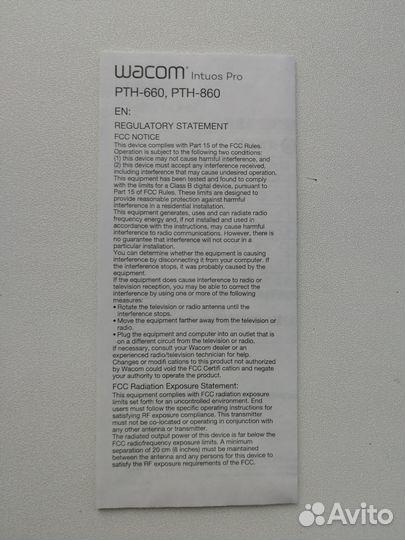 wacom® Intuos Pro
PTH-660, PTH-860
EN:
REGULATORY STATEMENT
FCC NOTICE
This device complies with Part 15 of the FCC Rules.
Operation is subject to the following two conditions:
(1) this device may not cause harmful interference, and
(2) this device must accept any interference received,
including interference that may cause undesired operation.
This equipment has been tested and found to comply
with the limits for a Class B digital device, pursuant to
Part 15 of FCC Rules. These limits are designed to
provide reasonable protection against harmful
interference in a residential installation.
This equipment generates, uses and can radiate radio
frequency energy and, if not installed and used in
accordance with the instructions, may cause harmful
interference to radio communications. However, there is
no guarantee that interference will not occur in a
particular installation.
You can determine whether the equipment is causing
interference by disconnecting it from your computer. If
the interference stops, it was probably caused by the
equipment.
If the equipment does cause interference to radio or
television reception, you may be able to correct the
interference by using one or more of the following
measures:
• Rotate the television or radio antenna until the
interference stops.
• Move the equipment farther away from the television or
radio.
• Plug the equipment and computer into an outlet that is
on a different circuit from the television or radio.
If necessary, consult your Wacom dealer or an
experienced radio/television technician for help.
Changes or modifi cations to this product not authorized
by Wacom could void the FCC Certifi cation and negate
your authority to operate the product.
FCC Radiation Exposure Statement:
This equipment complies with FCC radiation exposure
limits set forth for an uncontrolled environment. End
users must follow the specific operating instructions for
satisfying RF exposure compliance. This transmitter
must not be co-located or operating in conjunction with
any other antenna or transmitter.
The radiated output power of this device is far below the
FCC radiofrequency exposure limits. A minimum
separation of 20 cm (8 inches) must be maintained
between the antenna and any persons for this device to
satisfy the RF exposure requirements of the FCC.
Avito